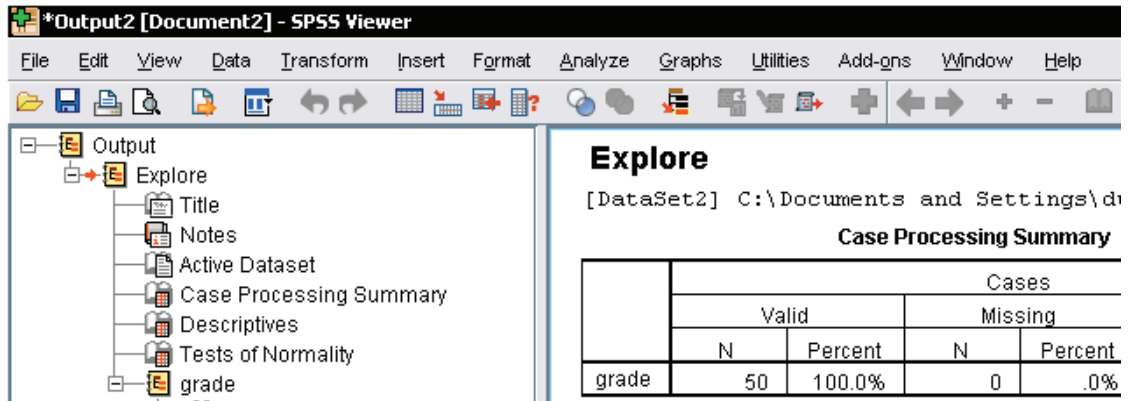 *Output2 [Document2] - SPSS Viewer
File Edit View Data Transform Insert Format Analyze Graphs Utilities Add-ons Window Help
Output
Explore
Title
Notes
Active Dataset
Case Processing Summary
Descriptives
Tests of Normality
grade
Explore
[DataSet2] C:\Documents and Settings\du
Case Processing Summary
Cases
Valid Missing
N Percent N Percent
grade 50 100.0% 0 .0%